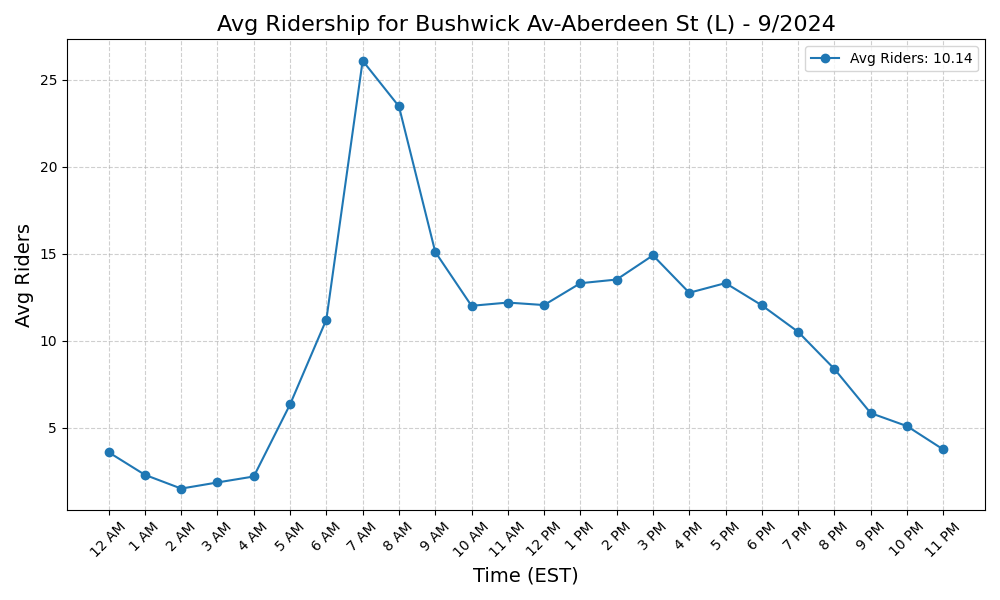 Avg Ridership for Bushwick Av-Aberdeen St (L) - 9/2024
Avg Riders: 10.14
Avg Riders
25
20
15
10
5
12 AM
1 AM
2 AM
3 AM
4 AM
5 AM
6 AM
7 AM
8 AM
9 AM
10 AM
11 AM
12 PM
1 PM
2 PM
3 PM
4 PM
5 PM
6 PM
7 PM
8 PM
9 PM
10 PM
11 PM
Time (EST)